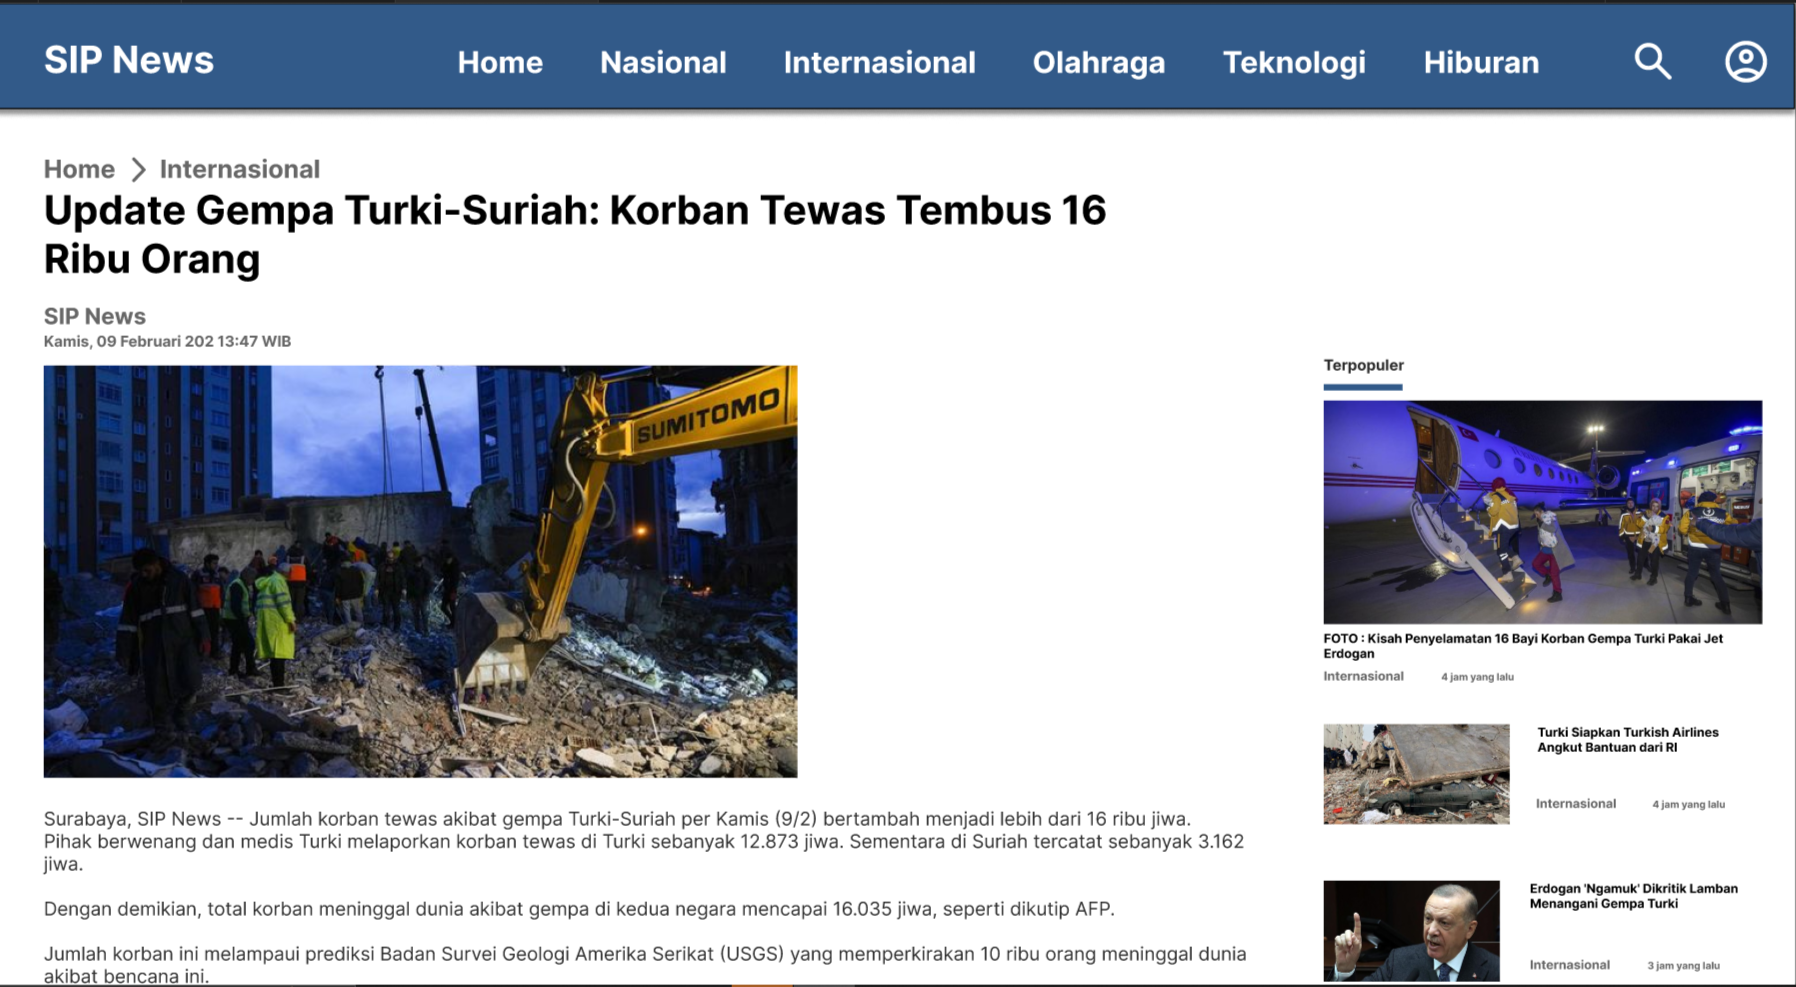 SIP News
Home Nasional Internasional Olahraga Teknologi Hiburan
Home > Internasional
Update Gempa Turki-Suriah: Korban Tewas Tembus 16
Ribu Orang
SIP News
Kamis, 09 Februari 202 13:47 WIB
SUMITOMO
Surabaya, SIP News -- Jumlah korban tewas akibat gempa Turki-Suriah per Kamis (9/2) bertambah menjadi lebih dari 16 ribu jiwa.
Pihak berwenang dan medis Turki melaporkan korban tewas di Turki sebanyak 12.873 jiwa. Sementara di Suriah tercatat sebanyak 3.162
jiwa.
Dengan demikian, total korban meninggal dunia akibat gempa di kedua negara mencapai 16.035 jiwa, seperti dikutip AFP.
Jumlah korban ini melampaui prediksi Badan Survei Geologi Amerika Serikat (USGS) yang memperkirakan 10 ribu orang meninggal dunia
akibat bencana ini.
Terpopuler
FOTO : Kisah Penyelamatan 16 Bayi Korban Gempa Turki Pakai Jet
Erdogan
Internasional 4 jam yang lalu
Turki Siapkan Turkish Airlines
Angkut Bantuan dari RI
Internasional 4 jam yang lalu
Erdogan 'Ngamuk' Dikritik Lamban
Menangani Gempa Turki
Internasional 3 jam yang lalu